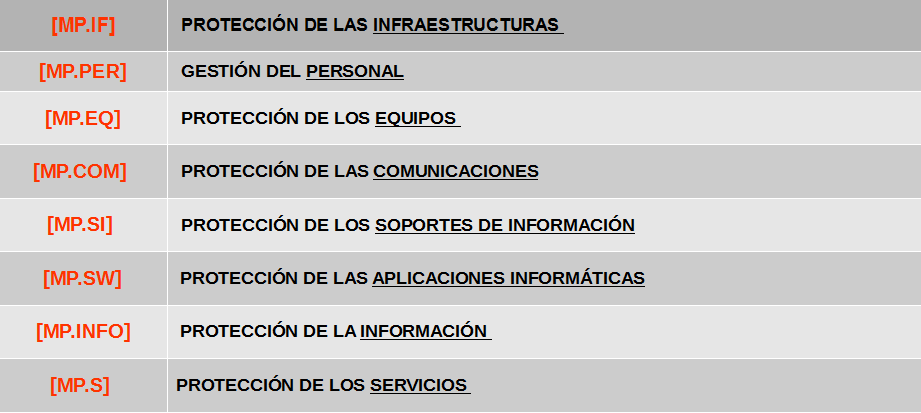 [MP.IF] PROTECCIÓN DE LAS INFRAESTRUCTURAS
[MP.PER] GESTIÓN DEL PERSONAL
[MP.EQ] PROTECCIÓN DE LOS EQUIPOS
[MP.COM] PROTECCIÓN DE LAS COMUNICACIONES
[MP.SI] PROTECCIÓN DE LOS SOPORTES DE INFORMACIÓN
[MP.SW] PROTECCIÓN DE LAS APLICACIONES INFORMÁTICAS
[MP.INFO] PROTECCIÓN DE LA INFORMACIÓN
[MP.S] PROTECCIÓN DE LOS SERVICIOS